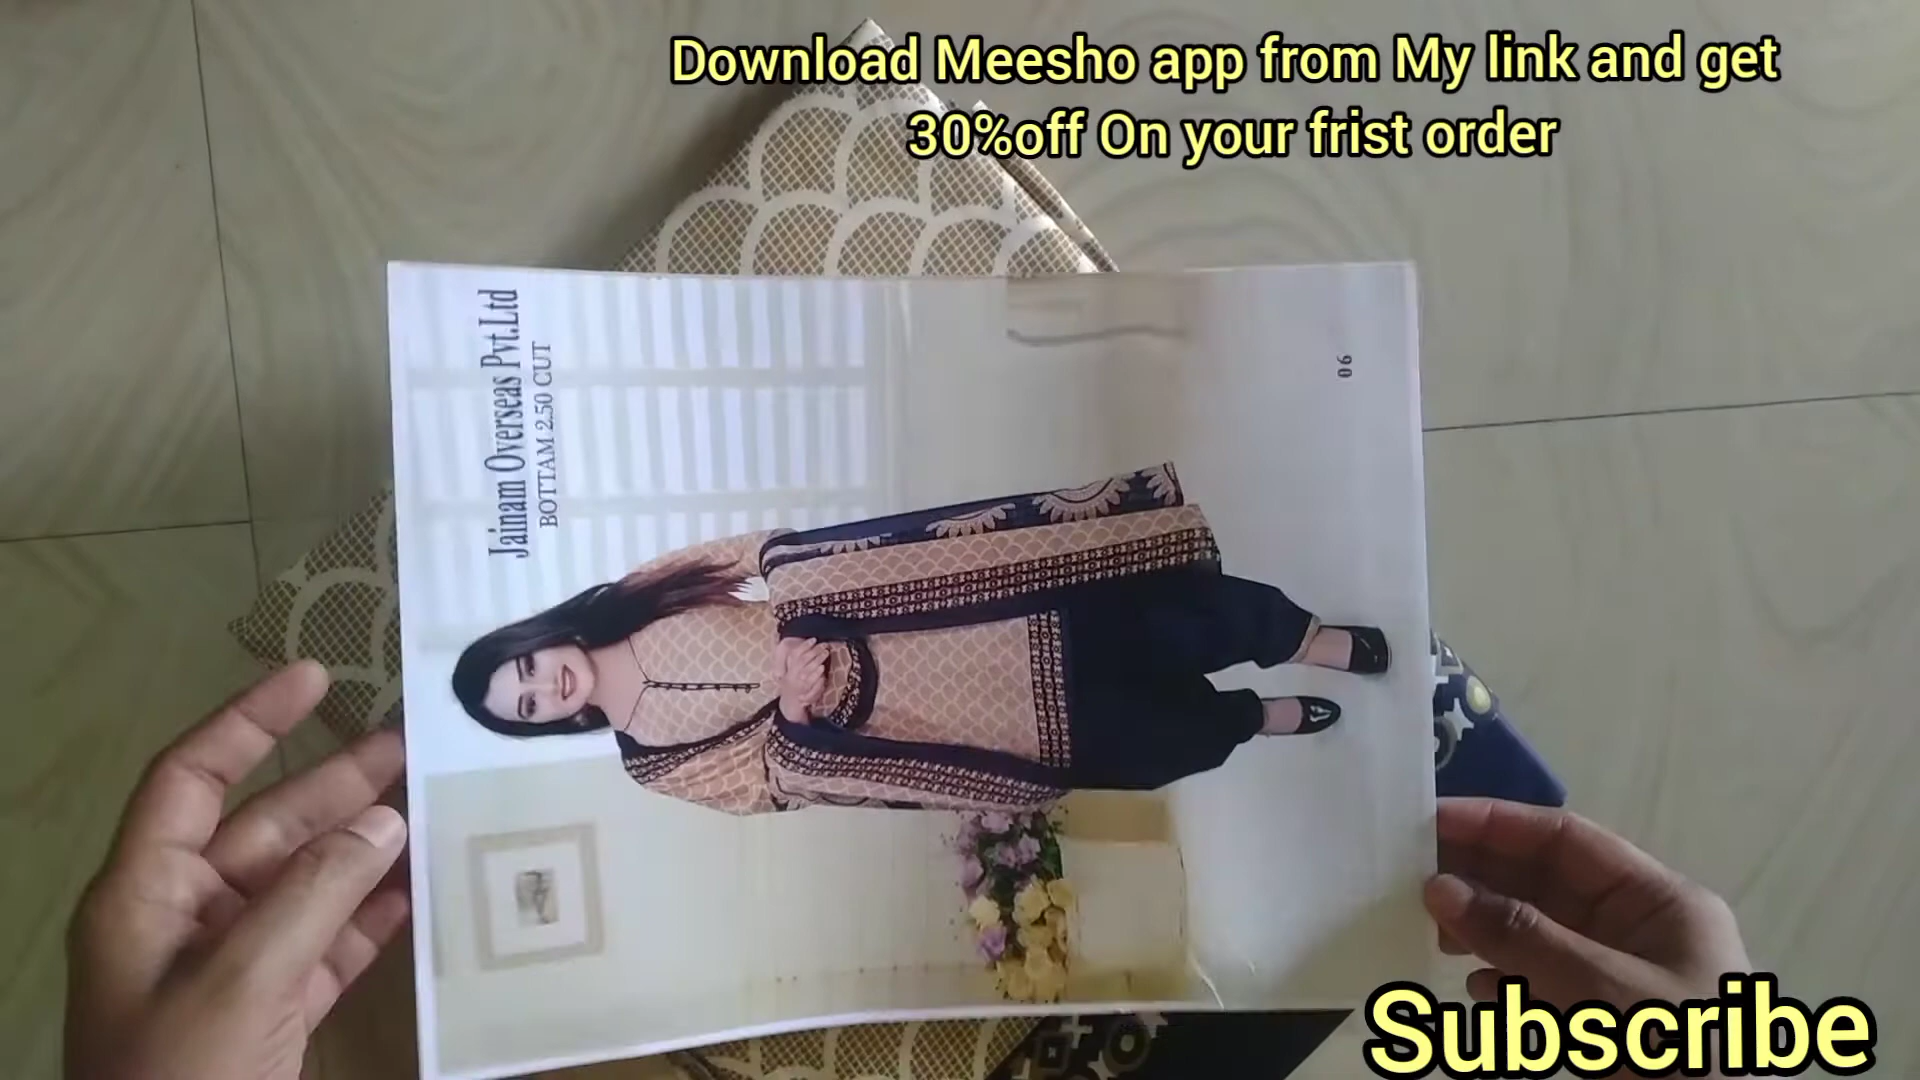 Download Meesho app from My link and get
30%off On your frist order
Jainam Overseas Pvt.Ltd
BOTTAM 2.50 CUT
06
Subscribe